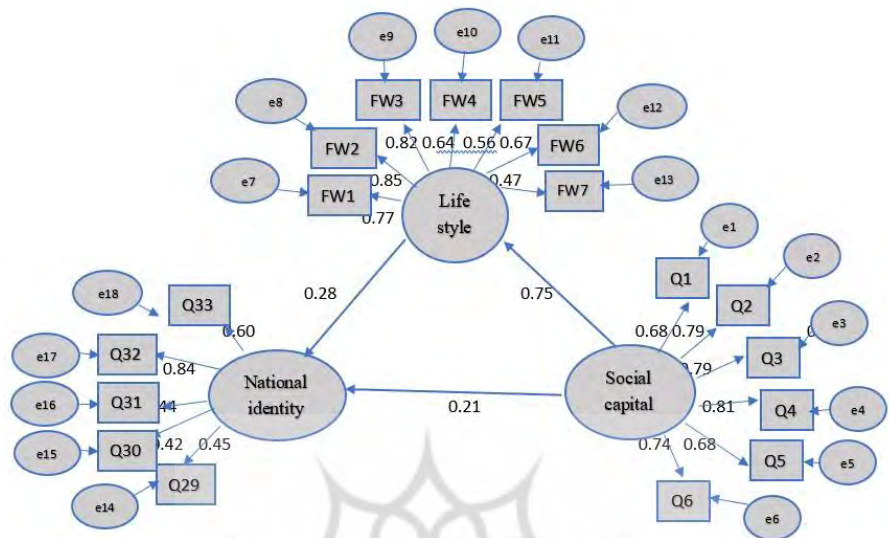 e9
e10
e11
e8
FW3
FW4
FW5
e12
FW2
0.82
0.64
0.56
0.67
FW6
e7
FW1
0.85
0.47
FW7
e13
0.77
Life
style
e1
e18
Q33
0.28
0.75
Q1
e2
Q2
0.60
0.68
0.79
e3
e17
Q32
0.84
Q3
National
identity
Social
capital
e16
Q31
0.21
0.81
Q4
e4
e15
Q30
0.45
0.74
0.68
Q5
e5
e14
Q29
Q6
e6